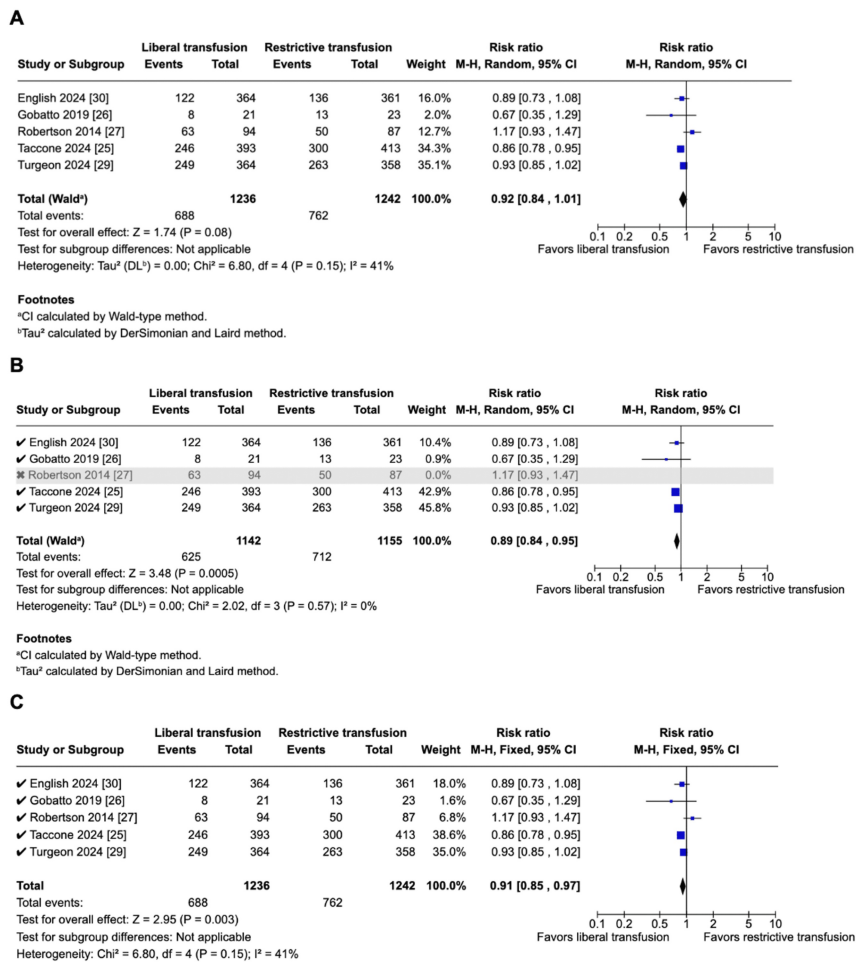 A
Liberal transfusion Restrictive transfusion Risk ratio Risk ratio
Study or Subgroup Events Total Events Total Weight M-H, Random, 95% CI M-H, Random, 95% CI
English 2024 [30] 122 364 136 361 16.0% 0.89 [0.73 , 1.08]
Gobatto 2019 [26] 8 21 13 23 2.0% 0.67 [0.35 , 1.29]
Robertson 2014 [27] 63 94 50 87 12.7% 1.17 [0.93 , 1.47]
Taccone 2024 [25] 246 393 300 413 34.3% 0.86 [0.78 , 0.95]
Turgeon 2024 [29] 249 364 263 358 35.1% 0.93 [0.85 , 1.02]
Total (Waldᵃ) 1236 1242 100.0% 0.92 [0.84 , 1.01]
Total events: 688 762
Test for overall effect: Z = 1.74 (P = 0.08)
0.1 0.2 0.5 1 2 5 10
Test for subgroup differences: Not applicable
Favors liberal transfusion Favors restrictive transfusion
Heterogeneity: Tau² (DLᵇ) = 0.00; Chi² = 6.80, df = 4 (P = 0.15); I² = 41%
Footnotes
ᵃCI calculated by Wald-type method.
ᵇTau² calculated by DerSimonian and Laird method.
B
Liberal transfusion Restrictive transfusion Risk ratio Risk ratio
Study or Subgroup Events Total Events Total Weight M-H, Random, 95% CI M-H, Random, 95% CI
✔ English 2024 [30] 122 364 136 361 10.4% 0.89 [0.73 , 1.08]
✔ Gobatto 2019 [26] 8 21 13 23 0.9% 0.67 [0.35 , 1.29]
✖ Robertson 2014 [27] 63 94 50 87 0.0% 1.17 [0.93 , 1.47]
✔ Taccone 2024 [25] 246 393 300 413 42.9% 0.86 [0.78 , 0.95]
✔ Turgeon 2024 [29] 249 364 263 358 45.8% 0.93 [0.85 , 1.02]
Total (Waldᵃ) 1142 1155 100.0% 0.89 [0.84 , 0.95]
Total events: 625 712
Test for overall effect: Z = 3.48 (P = 0.0005)
0.1 0.2 0.5 1 2 5 10
Test for subgroup differences: Not applicable
Favors liberal transfusion Favors restrictive transfusion
Heterogeneity: Tau² (DLᵇ) = 0.00; Chi² = 2.02, df = 3 (P = 0.57); I² = 0%
Footnotes
ᵃCI calculated by Wald-type method.
ᵇTau² calculated by DerSimonian and Laird method.
C
Liberal transfusion Restrictive transfusion Risk ratio Risk ratio
Study or Subgroup Events Total Events Total Weight M-H, Fixed, 95% CI M-H, Fixed, 95% CI
✔ English 2024 [30] 122 364 136 361 18.0% 0.89 [0.73 , 1.08]
✔ Gobatto 2019 [26] 8 21 13 23 1.6% 0.67 [0.35 , 1.29]
✔ Robertson 2014 [27] 63 94 50 87 6.8% 1.17 [0.93 , 1.47]
✔ Taccone 2024 [25] 246 393 300 413 38.6% 0.86 [0.78 , 0.95]
✔ Turgeon 2024 [29] 249 364 263 358 35.0% 0.93 [0.85 , 1.02]
Total 1236 1242 100.0% 0.91 [0.85 , 0.97]
Total events: 688 762
Test for overall effect: Z = 2.95 (P = 0.003)
0.1 0.2 0.5 1 2 5 10
Test for subgroup differences: Not applicable
Favors liberal transfusion Favors restrictive transfusion
Heterogeneity: Chi² = 6.80, df = 4 (P = 0.15); I² = 41%